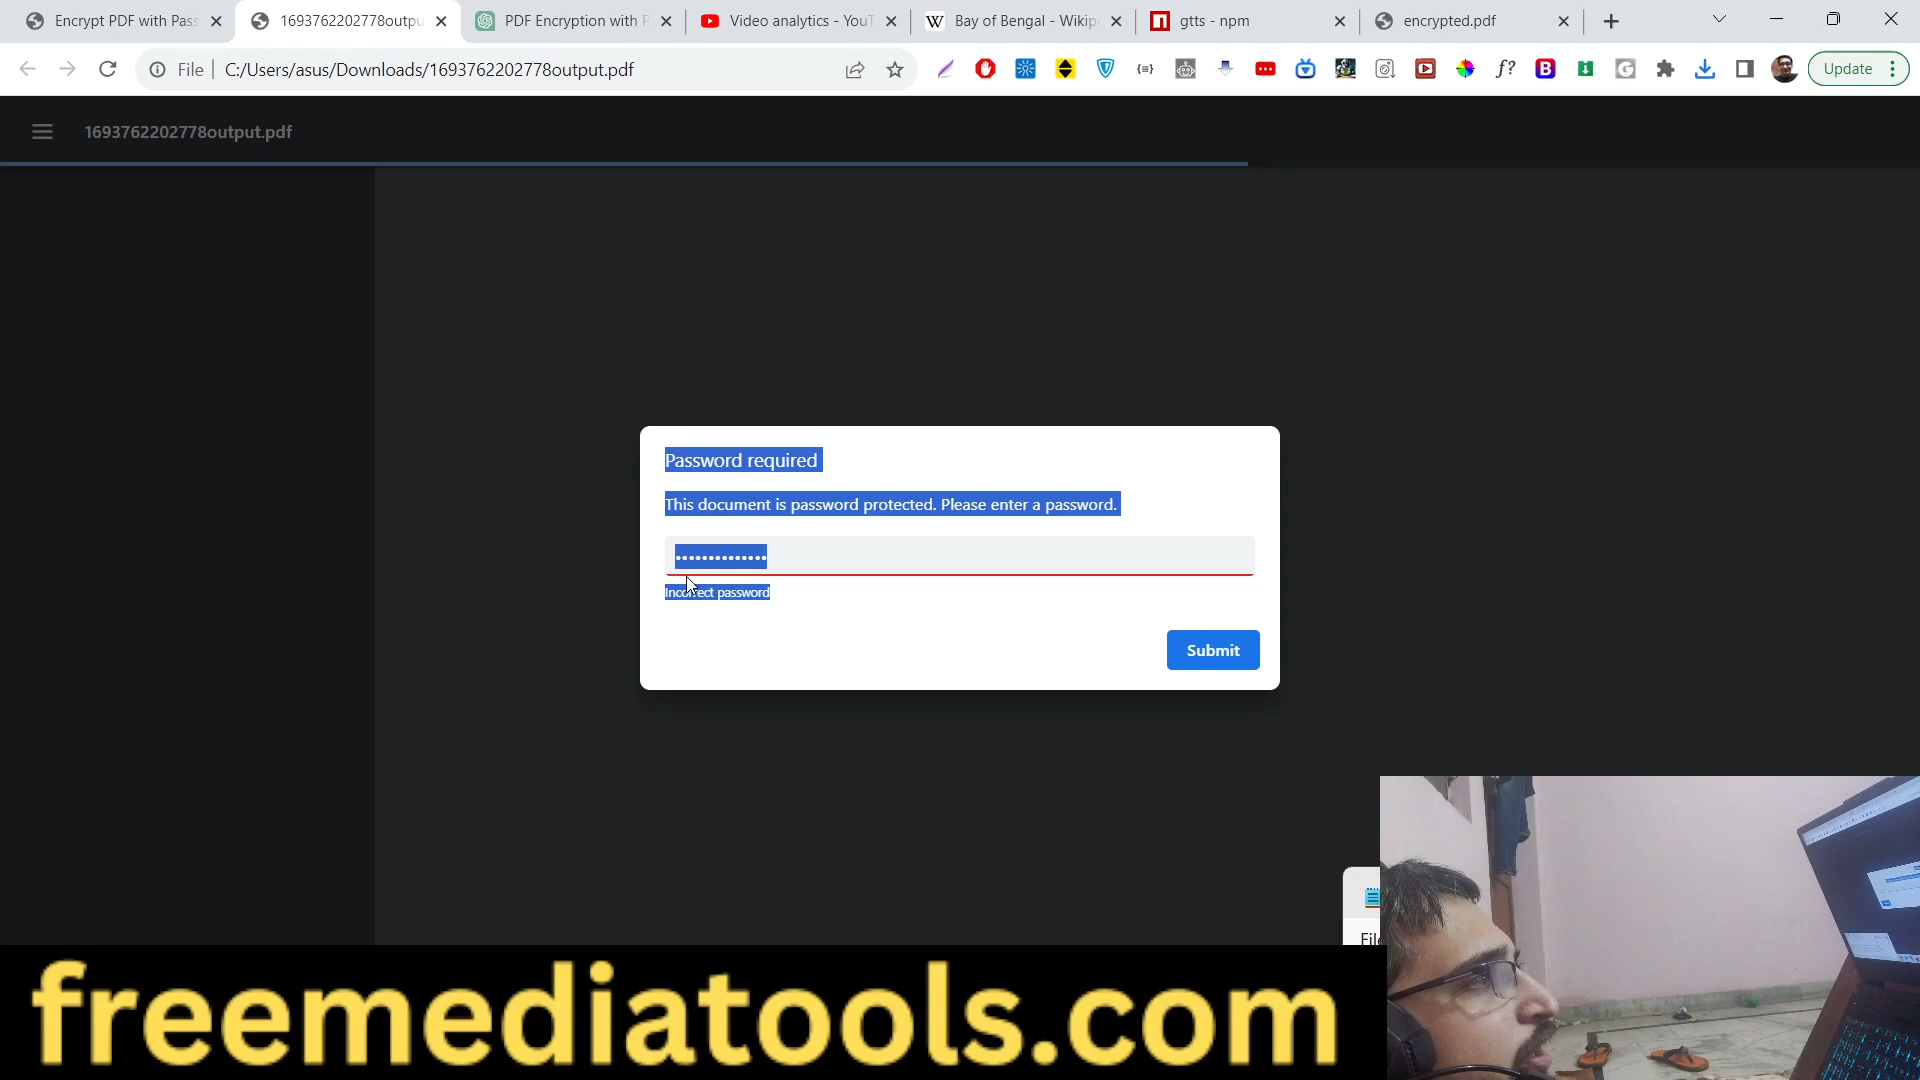 Encrypt PDF with Pass
1693762202778outpu
PDF Encryption with P
Video analytics - YouT
Bay of Bengal - Wikip
gtts - npm
encrypted.pdf
File
C:/Users/asus/Downloads/1693762202778output.pdf
Update
1693762202778output.pdf
Password required
This document is password protected. Please enter a password.
••••••••••••••
Incorrect password
Submit
File
freemediatools.com